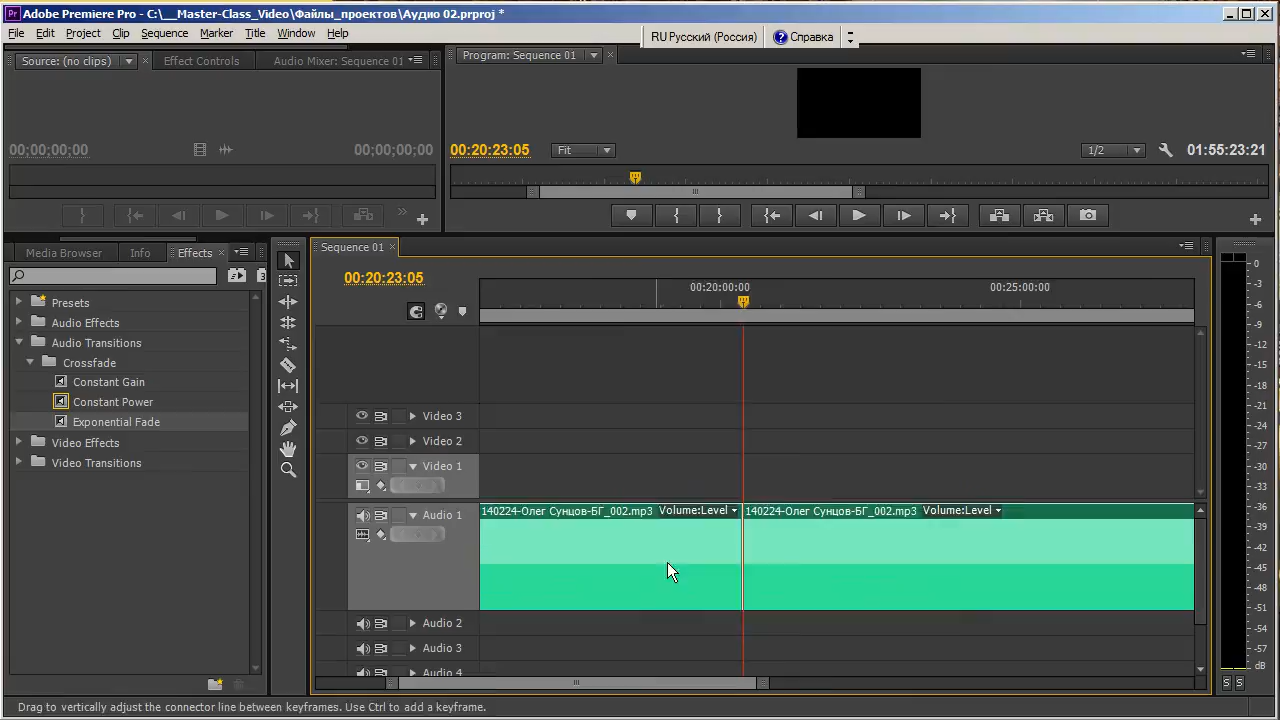 Adobe Premiere Pro - C:\__Master-Class_Video\Файлы_проектов\Аудио 02.prproj *
File Edit Project Clip Sequence Marker Title Window Help
RU Русский (Россия) Справка
Source: (no clips) Effect Controls Audio Mixer: Sequence 01
Program: Sequence 01
00;00;00;00 00;00;00;00
00:20:23:05 Fit 1/2 01:55:23:21
Media Browser Info Effects
Sequence 01
00:20:23:05
00:20:00:00 00:25:00:00
Presets
Audio Effects
Audio Transitions
Crossfade
Constant Gain
Constant Power
Exponential Fade
Video Effects
Video Transitions
Video 3
Video 2
Video 1
Audio 1
140224-Олег Сунцов-БГ_002.mp3 Volume:Level 140224-Олег Сунцов-БГ_002.mp3 Volume:Level
Audio 2
Audio 3
Audio 4
0
-3
-6
-9
-12
-15
-18
-21
-24
-27
-30
-33
-36
-39
-42
-45
-48
-51
-54
-57
dB
S S
Drag to vertically adjust the connector line between keyframes. Use Ctrl to add a keyframe.